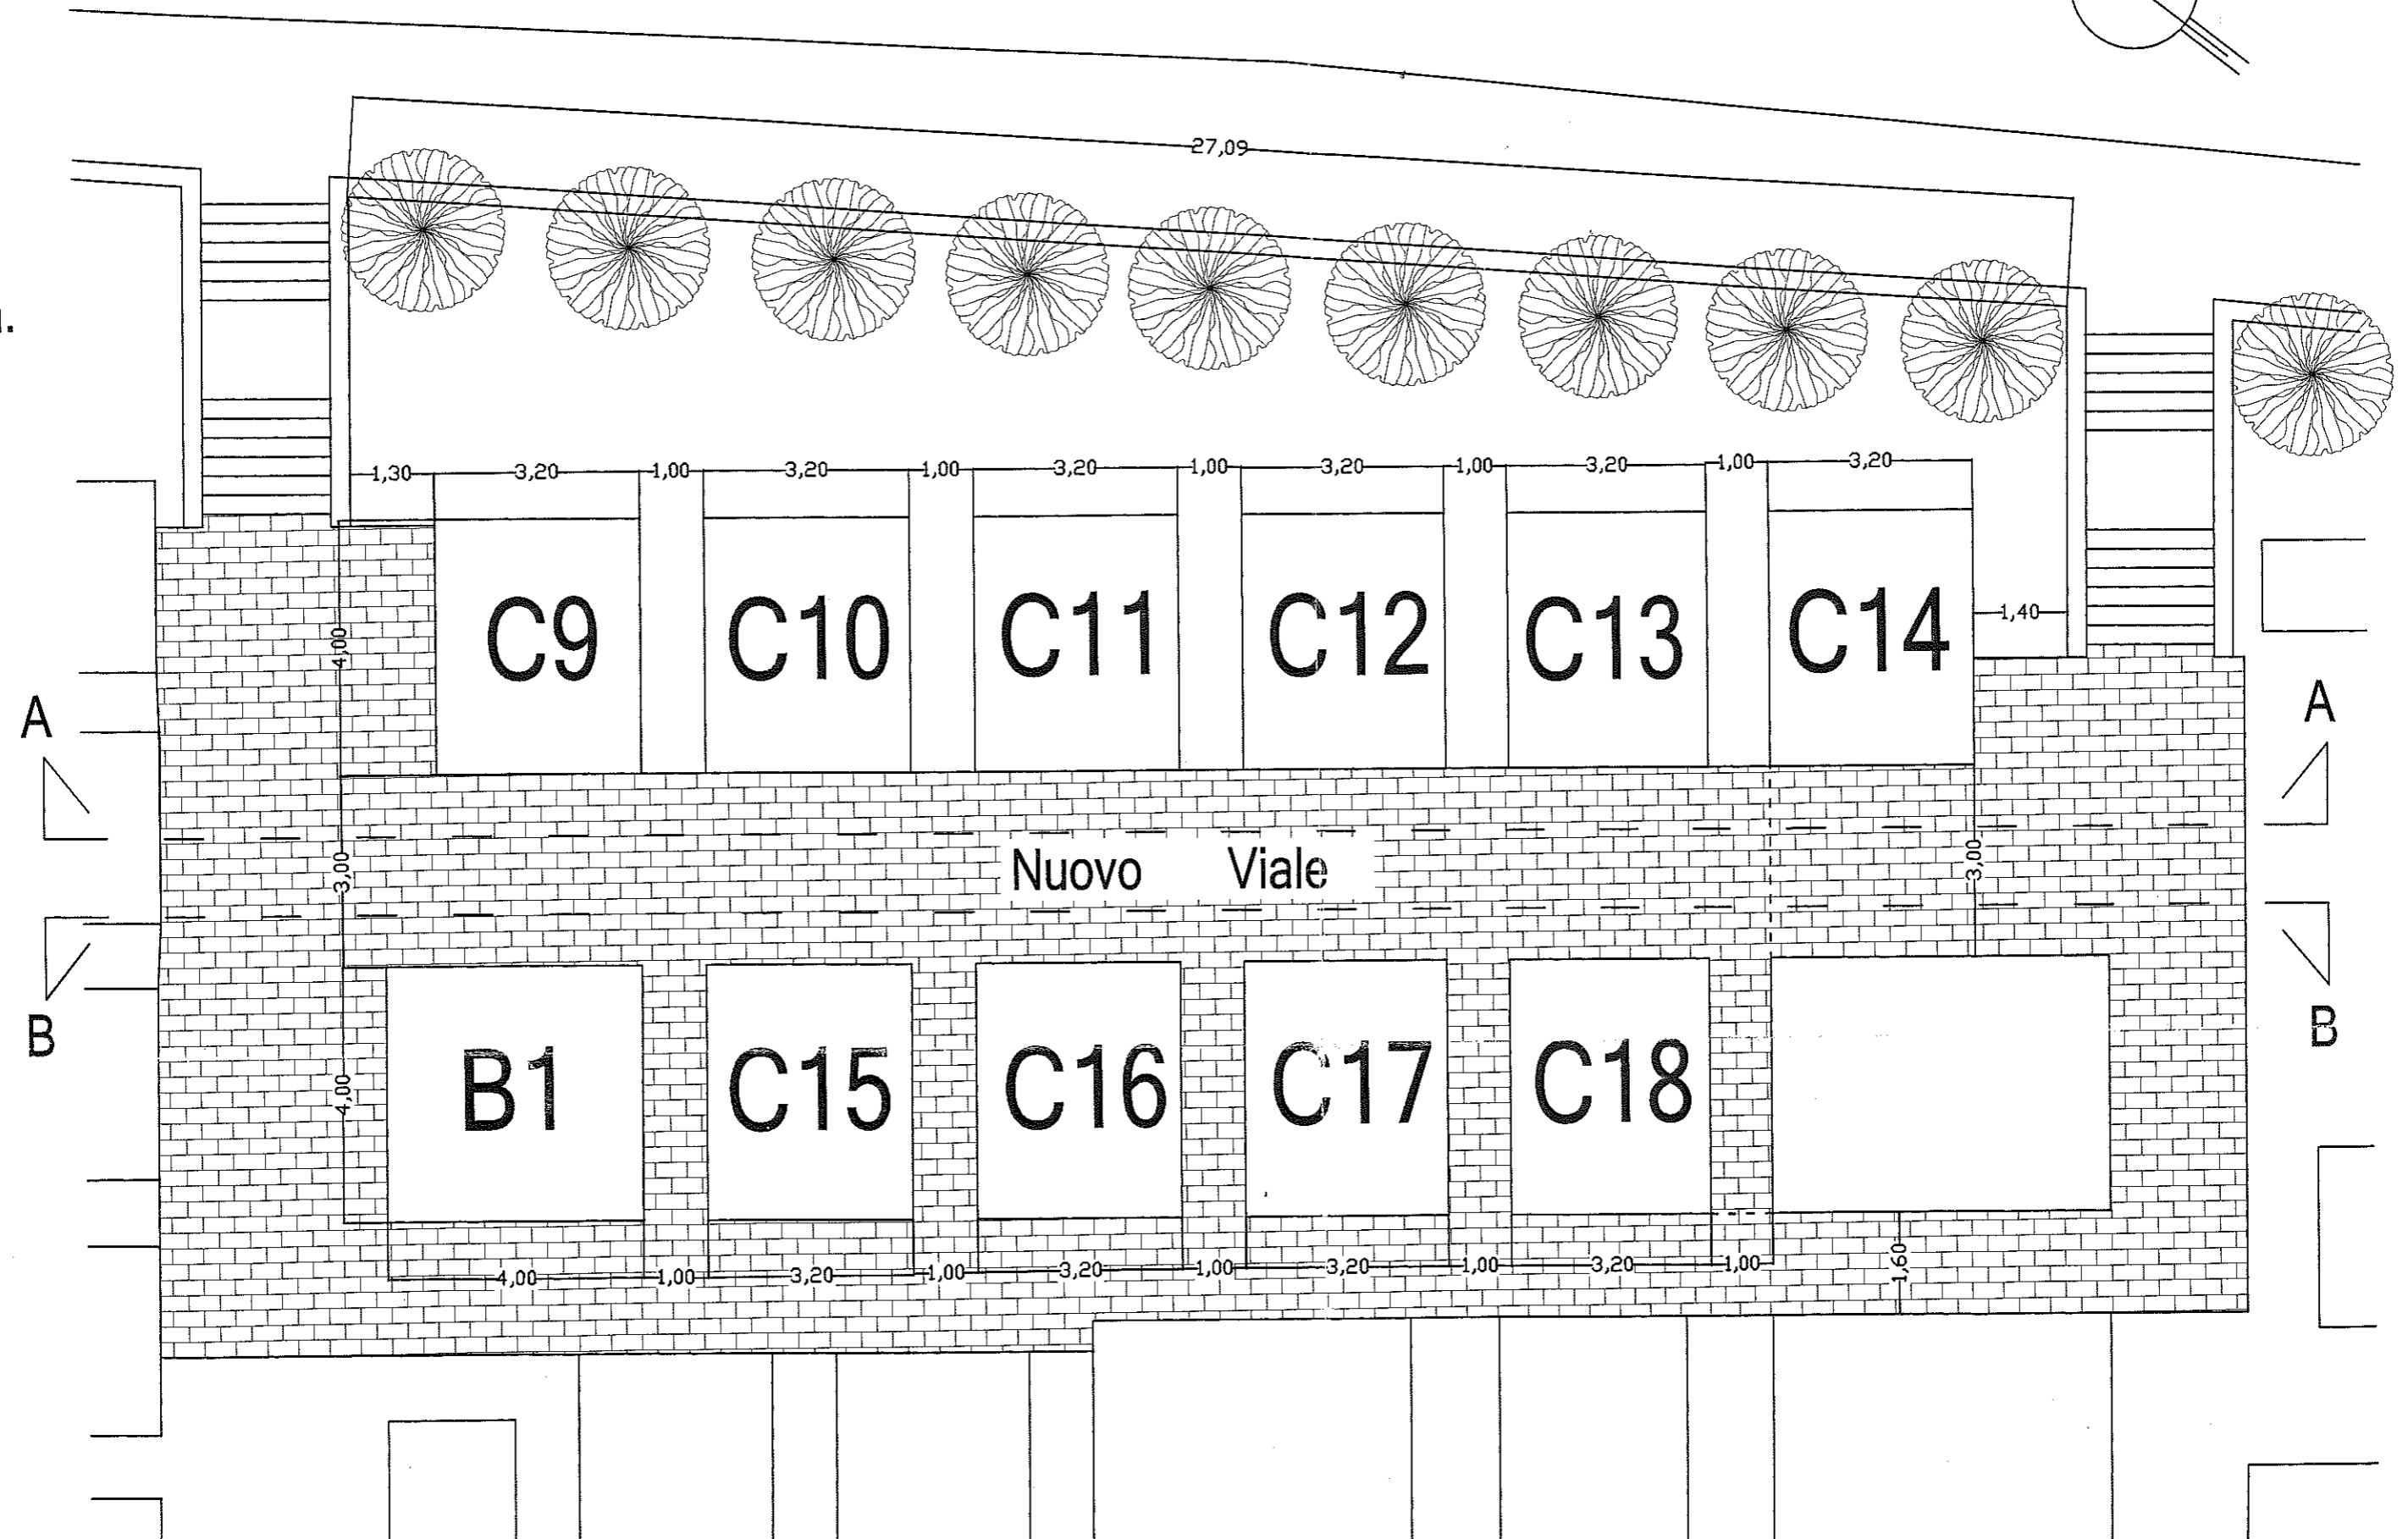 27,09
1,30 3,20 1,00 3,20 1,00 3,20 1,00 3,20 1,00 3,20 1,00 3,20
C9 C10 C11 C12 C13 C14
1,40
4,00
A A
Nuovo Viale
3,00 3,00
B B
B1 C15 C16 C17 C18
4,00
4,00 1,00 3,20 1,00 3,20 1,00 3,20 1,00 3,20 1,00
1,60